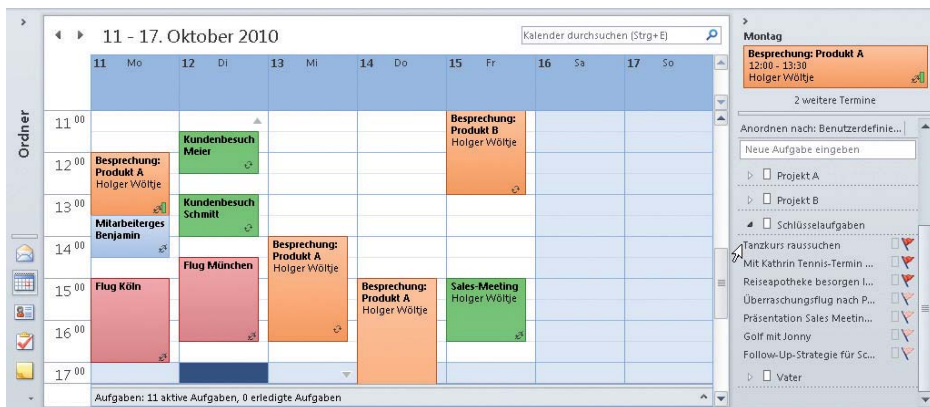 11 - 17. Oktober 2010
Kalender durchsuchen (Strg+E)
11 Mo
12 Di
13 Mi
14 Do
15 Fr
16 Sa
17 So
Ordner
11 00
12 00
13 00
14 00
15 00
16 00
17 00
Besprechung:
Produkt A
Holger Wöltje
Mitarbeiterges
Benjamin
Flug Köln
Kundenbesuch
Meier
Kundenbesuch
Schmitt
Flug München
Besprechung:
Produkt A
Holger Wöltje
Besprechung:
Produkt A
Holger Wöltje
Besprechung:
Produkt B
Holger Wöltje
Sales-Meeting
Holger Wöltje
Aufgaben: 11 aktive Aufgaben, 0 erledigte Aufgaben
Montag
Besprechung: Produkt A
12:00 - 13:30
Holger Wöltje
2 weitere Termine
Anordnen nach: Benutzerdefinie...
Neue Aufgabe eingeben
Projekt A
Projekt B
Schlüsselaufgaben
Tanzkurs raussuchen
Mit Kathrin Tennis-Termin ...
Reiseapotheke besorgen I...
Überraschungsflug nach P...
Präsentation Sales Meetin...
Golf mit Jonny
Follow-Up-Strategie für Sc...
Vater